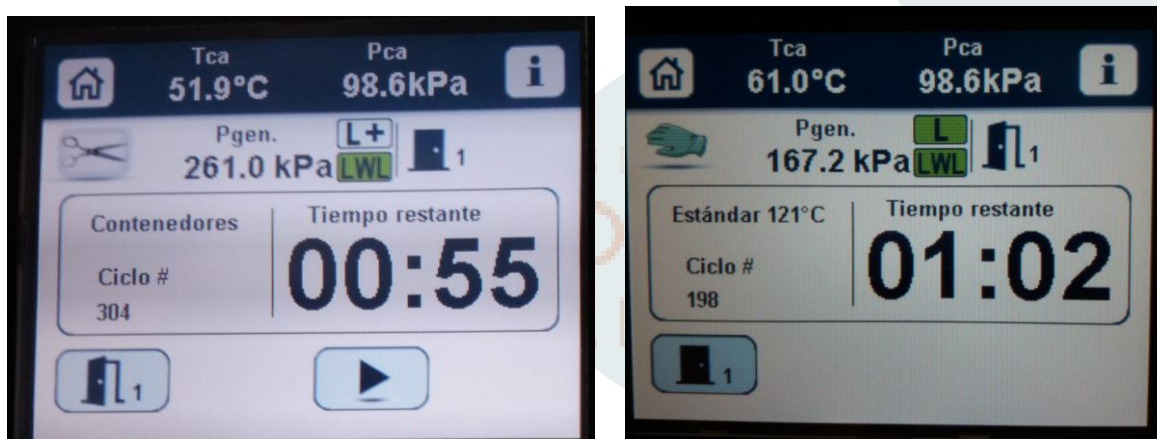 Tca Pca
51.9°C 98.6kPa
Pgen. L+
261.0 kPa LWL 1
Contenedores Tiempo restante
00:55
Ciclo #
304
1
Tca Pca
61.0°C 98.6kPa
Pgen. L
167.2 kPa LWL 1
Estándar 121°C Tiempo restante
01:02
Ciclo #
198
1